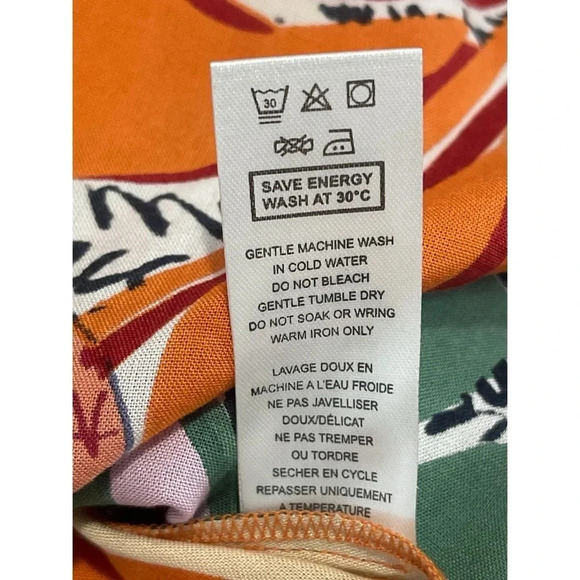 30
SAVE ENERGY
WASH AT 30°C
GENTLE MACHINE WASH
IN COLD WATER
DO NOT BLEACH
GENTLE TUMBLE DRY
DO NOT SOAK OR WRING
WARM IRON ONLY
LAVAGE DOUX EN
MACHINE A L'EAU FROIDE
NE PAS JAVELLISER
DOUX/DÉLICAT
NE PAS TREMPER
OU TORDRE
SECHER EN CYCLE
REPASSER UNIQUEMENT
A TEMPERATURE